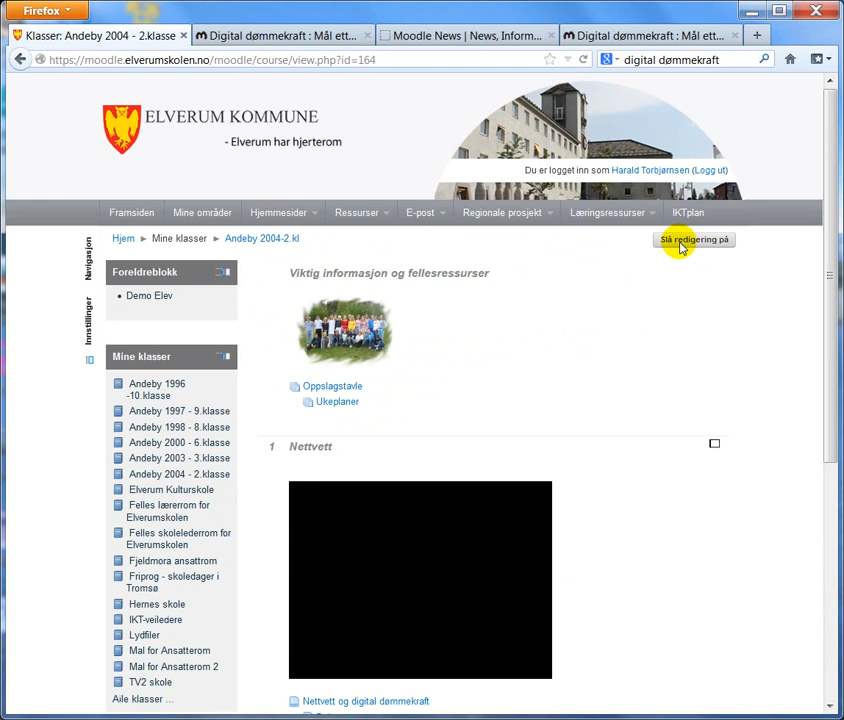 Firefox
Klasser: Andeby 2004 - 2.klasse
Digital dømmekraft : Mål ett...
Moodle News | News, Inform...
Digital dømmekraft : Mål ett...
https://moodle.elverumskolen.no/moodle/course/view.php?id=164
digital dømmekraft
ELVERUM KOMMUNE
- Elverum har hjerterom
Du er logget inn som Harald Torbjørnsen (Logg ut)
Framsiden Mine områder Hjemmesider Ressurser E-post Regionale prosjekt Læringsressurser IKTplan
Hjem ► Mine klasser ► Andeby 2004-2.kl
Slå redigering på
Navigasjon
Innstillinger
Foreldreblokk
Demo Elev
Mine klasser
Andeby 1996
-10.klasse
Andeby 1997 - 9.klasse
Andeby 1998 - 8.klasse
Andeby 2000 - 6.klasse
Andeby 2003 - 3.klasse
Andeby 2004 - 2.klasse
Elverum Kulturskole
Felles lærerrom for
Elverumskolen
Felles skolelederrom for
Elverumskolen
Fjeldmora ansattrom
Friprog - skoledager i
Tromsø
Hernes skole
IKT-veiledere
Lydfiler
Mal for Ansatterom
Mal for Ansatterom 2
TV2 skole
Alle klasser ...
Viktig informasjon og fellesressurser
Oppslagstavle
Ukeplaner
1 Nettvett
Nettvett og digital dømmekraft